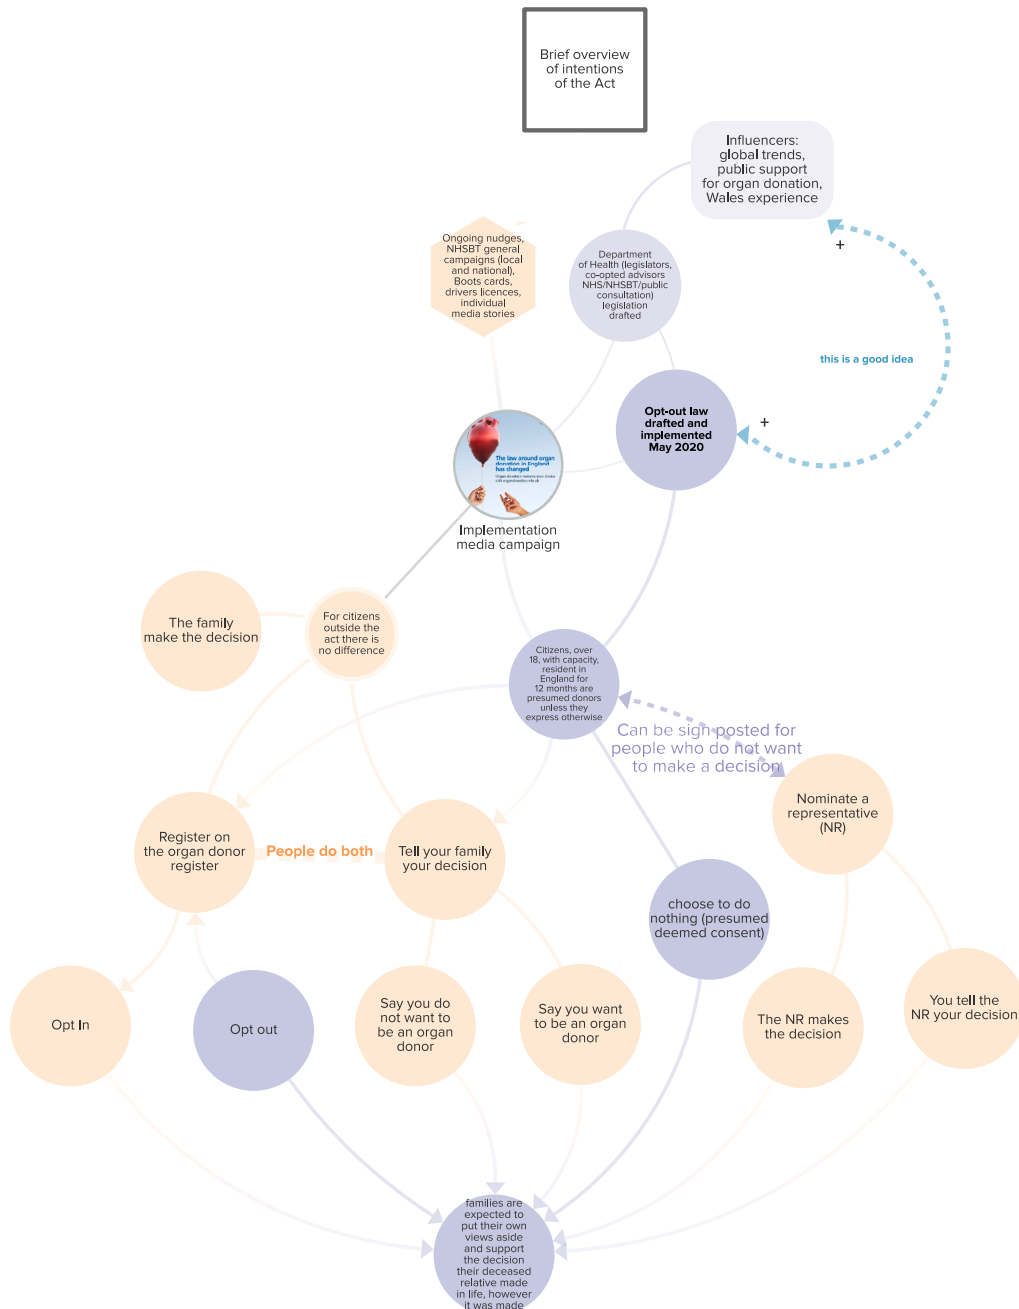 Brief overview
of intentions
of the Act
Influencers:
global trends,
public support
for organ donation,
Wales experience
Ongoing nudges,
NHSBT general
campaigns (local
and national),
Boots cards,
drivers licences,
individual
media stories
Department
of Health (legislators,
co-opted advisors
NHS/NHSBT/public
consultation)
legislation
drafted
+
this is a good idea
+
Opt-out law
drafted and
implemented
May 2020
The law around organ
donation in England
has changed
Implementation
media campaign
The family
make the decision
For citizens
outside the
act there is
no difference
Citizens, over
18, with capacity,
resident in
England for
12 months are
presumed donors
unless they
express otherwise
Can be sign posted for
people who do not want
to make a decision
Nominate a
representative
(NR)
Register on
the organ donor
register
People do both
Tell your family
your decision
choose to do
nothing (presumed
deemed consent)
Opt In
Opt out
Say you do
not want to
be an organ
donor
Say you want
to be an organ
donor
The NR makes
the decision
You tell the
NR your decision
families are
expected to
put their own
views aside
and support
the decision
their deceased
relative made
in life, however
it was made